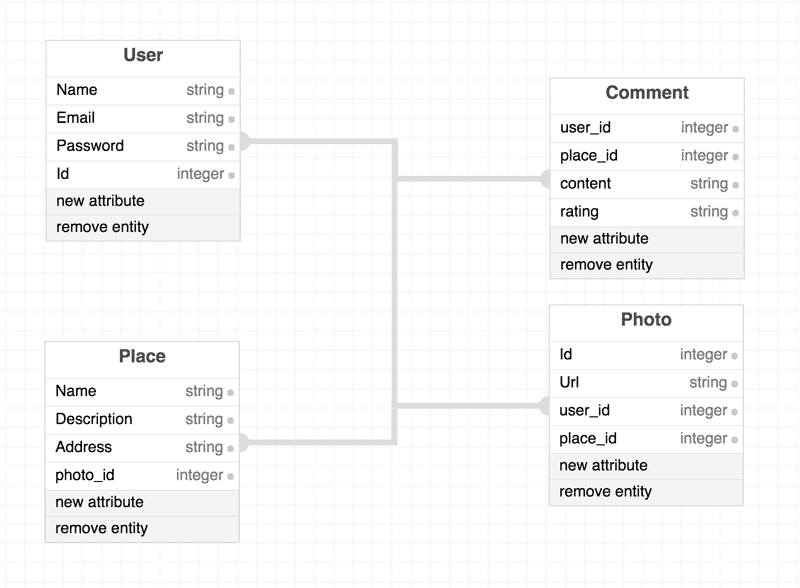 User
Name string
Email string
Password string
Id integer
new attribute
remove entity
Comment
user_id integer
place_id integer
content string
rating string
new attribute
remove entity
Place
Name string
Description string
Address string
photo_id integer
new attribute
remove entity
Photo
Id integer
Url string
user_id integer
place_id integer
new attribute
remove entity